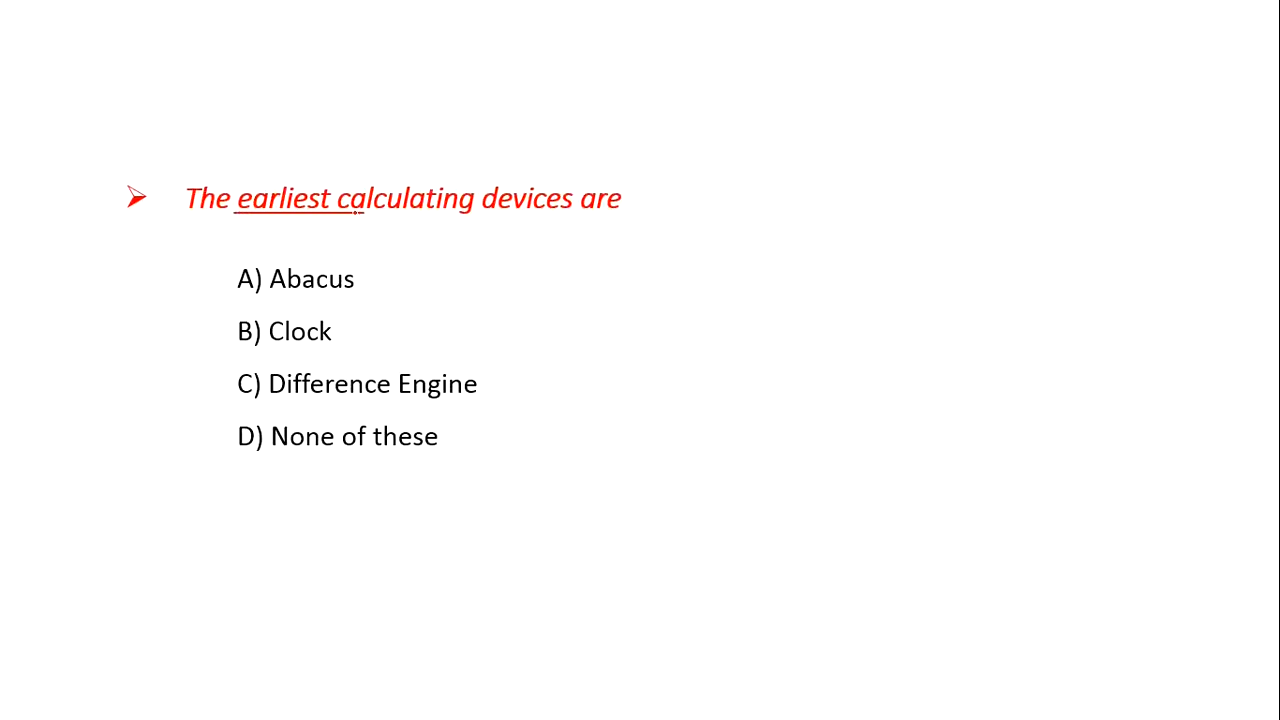 The earliest calculating devices are
A) Abacus
B) Clock
C) Difference Engine
D) None of these